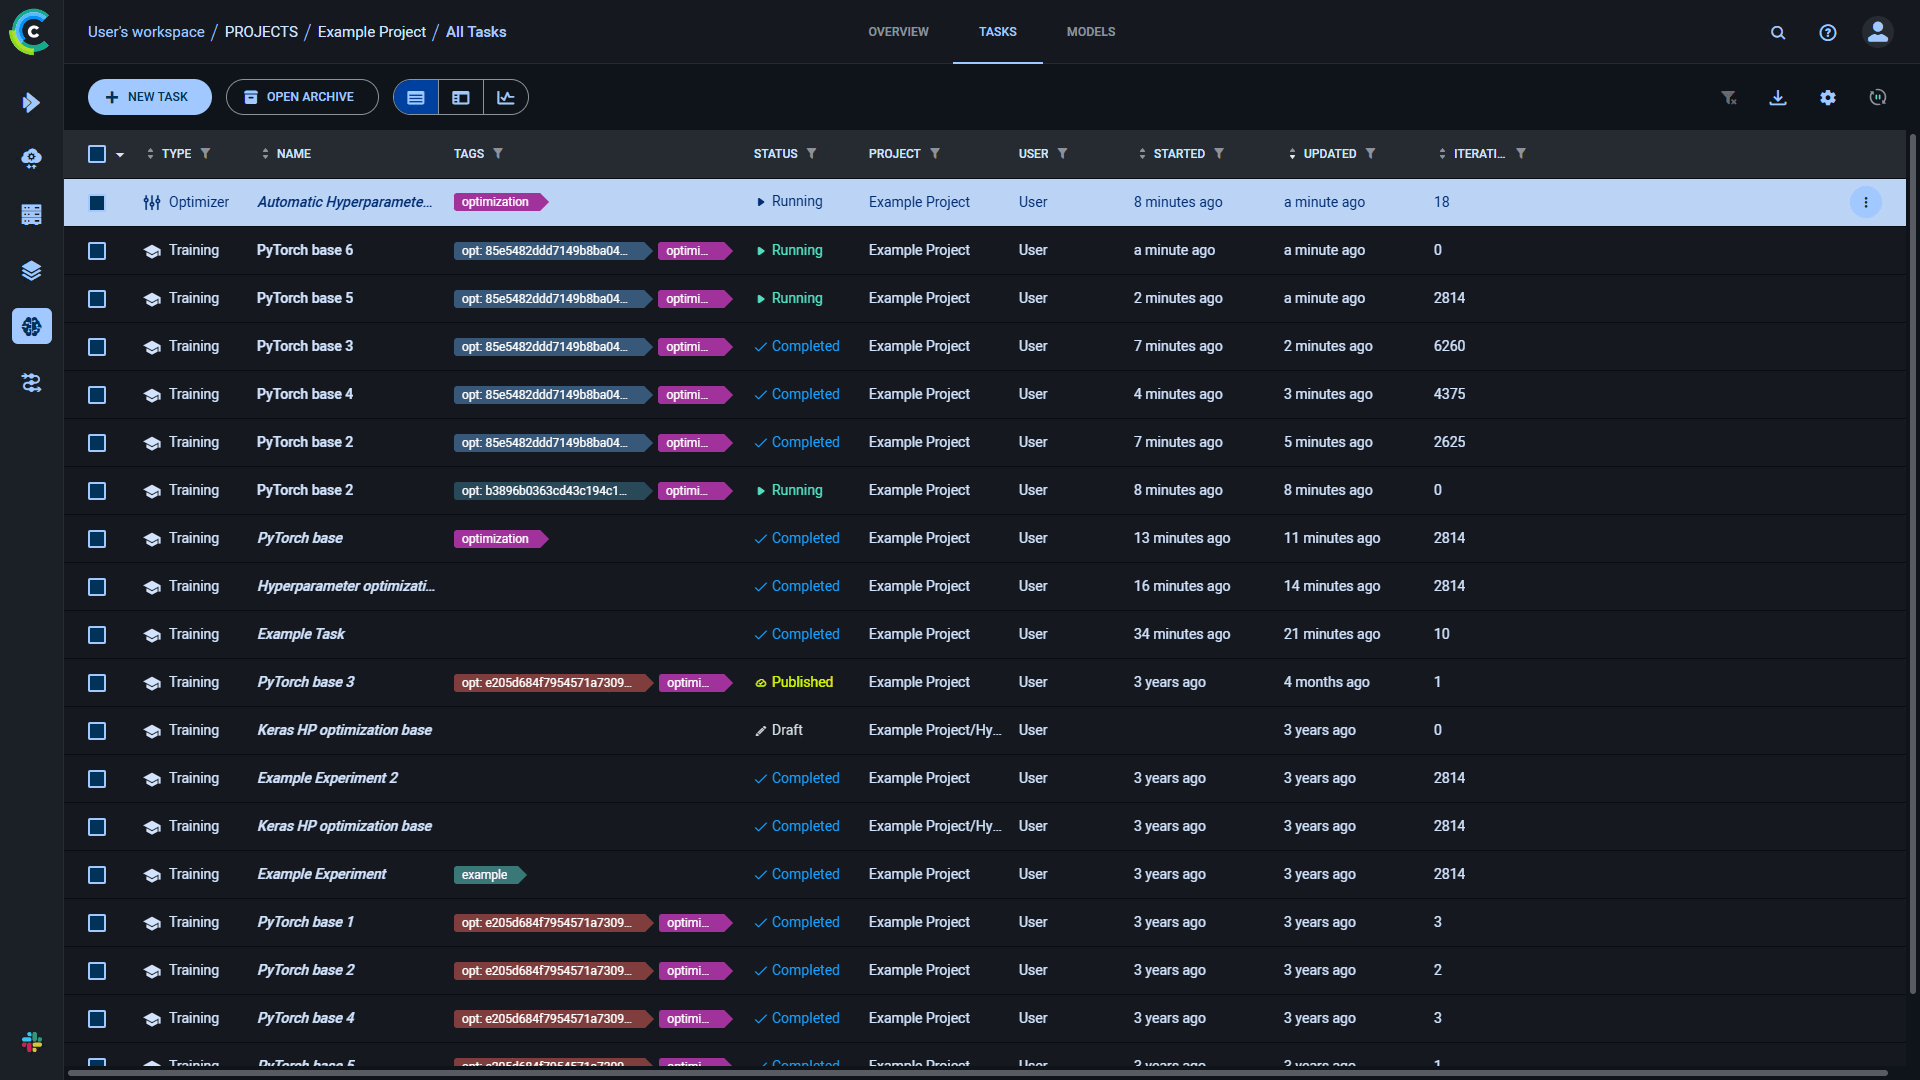 User's workspace / PROJECTS / Example Project / All Tasks
OVERVIEW TASKS MODELS
NEW TASK OPEN ARCHIVE
TYPE NAME TAGS STATUS PROJECT USER STARTED UPDATED ITERATI...
Optimizer Automatic Hyperparamete... optimization Running Example Project User 8 minutes ago a minute ago 18
Training PyTorch base 6 opt: 85e5482ddd7149b8ba04... optimi... Running Example Project User a minute ago a minute ago 0
Training PyTorch base 5 opt: 85e5482ddd7149b8ba04... optimi... Running Example Project User 2 minutes ago a minute ago 2814
Training PyTorch base 3 opt: 85e5482ddd7149b8ba04... optimi... Completed Example Project User 7 minutes ago 2 minutes ago 6260
Training PyTorch base 4 opt: 85e5482ddd7149b8ba04... optimi... Completed Example Project User 4 minutes ago 3 minutes ago 4375
Training PyTorch base 2 opt: 85e5482ddd7149b8ba04... optimi... Completed Example Project User 7 minutes ago 5 minutes ago 2625
Training PyTorch base 2 opt: b3896b0363cd43c194c1... optimi... Running Example Project User 8 minutes ago 8 minutes ago 0
Training PyTorch base optimization Completed Example Project User 13 minutes ago 11 minutes ago 2814
Training Hyperparameter optimizati... Completed Example Project User 16 minutes ago 14 minutes ago 2814
Training Example Task Completed Example Project User 34 minutes ago 21 minutes ago 10
Training PyTorch base 3 opt: e205d684f7954571a7309... optimi... Published Example Project User 3 years ago 4 months ago 1
Training Keras HP optimization base Draft Example Project/Hy... User 3 years ago 0
Training Example Experiment 2 Completed Example Project User 3 years ago 3 years ago 2814
Training Keras HP optimization base Completed Example Project/Hy... User 3 years ago 3 years ago 2814
Training Example Experiment example Completed Example Project User 3 years ago 3 years ago 2814
Training PyTorch base 1 opt: e205d684f7954571a7309... optimi... Completed Example Project User 3 years ago 3 years ago 3
Training PyTorch base 2 opt: e205d684f7954571a7309... optimi... Completed Example Project User 3 years ago 3 years ago 2
Training PyTorch base 4 opt: e205d684f7954571a7309... optimi... Completed Example Project User 3 years ago 3 years ago 3
Training PyTorch base 5 opt: e205d684f7954571a7309... optimi... Completed Example Project User 3 years ago 3 years ago 1